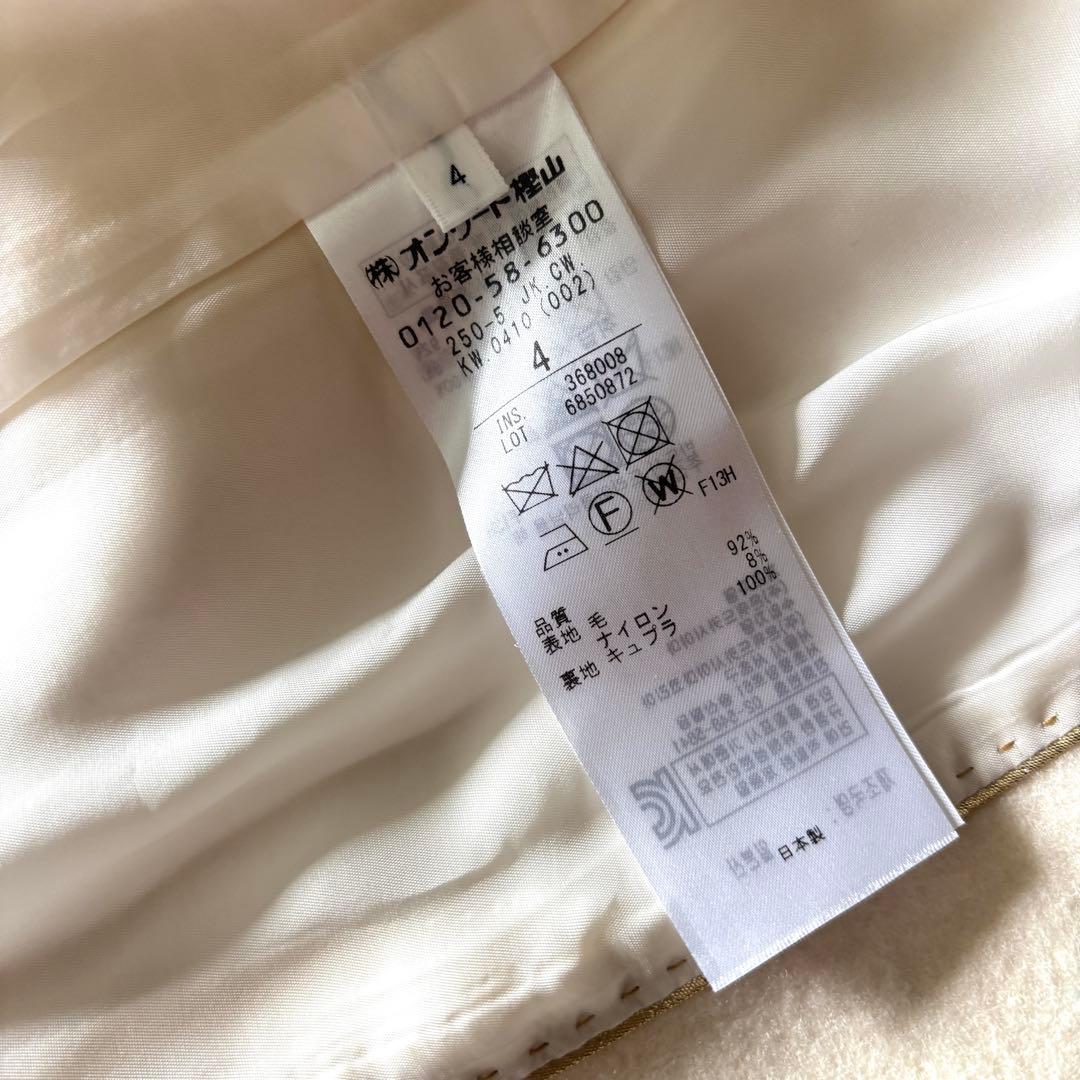 4
(株)オンワード樫山
お客様相談室
0120-58-6300
250-5 JK CW.
KW 0410 (002)
4
INS. 368008
LOT 6850872
F W F13H
品質
表地 毛 92%
ナイロン 8%
裏地 キュプラ 100%
日本製